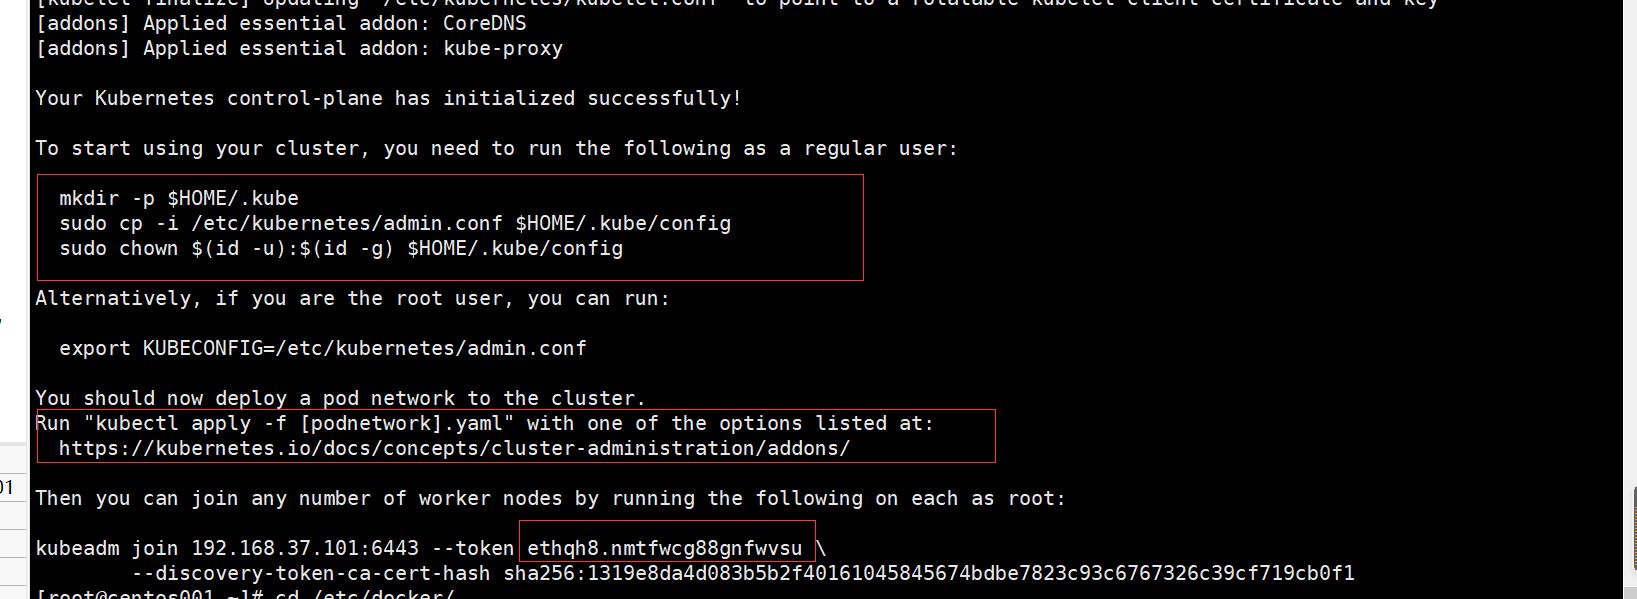 [kubelet-finalize] Updating "/etc/kubernetes/kubelet.conf" to point to a rotatable kubelet client certificate and key
[addons] Applied essential addon: CoreDNS
[addons] Applied essential addon: kube-proxy
Your Kubernetes control-plane has initialized successfully!
To start using your cluster, you need to run the following as a regular user:
mkdir -p $HOME/.kube
sudo cp -i /etc/kubernetes/admin.conf $HOME/.kube/config
sudo chown $(id -u):$(id -g) $HOME/.kube/config
Alternatively, if you are the root user, you can run:
export KUBECONFIG=/etc/kubernetes/admin.conf
You should now deploy a pod network to the cluster.
Run "kubectl apply -f [podnetwork].yaml" with one of the options listed at:
https://kubernetes.io/docs/concepts/cluster-administration/addons/
01
Then you can join any number of worker nodes by running the following on each as root:
kubeadm join 192.168.37.101:6443 --token ethqh8.nmtfwcg88gnfwvsu \
--discovery-token-ca-cert-hash sha256:1319e8da4d083b5b2f40161045845674bdbe7823c93c6767326c39cf719cb0f1
[root@centos001 ~]# cd /etc/docker/